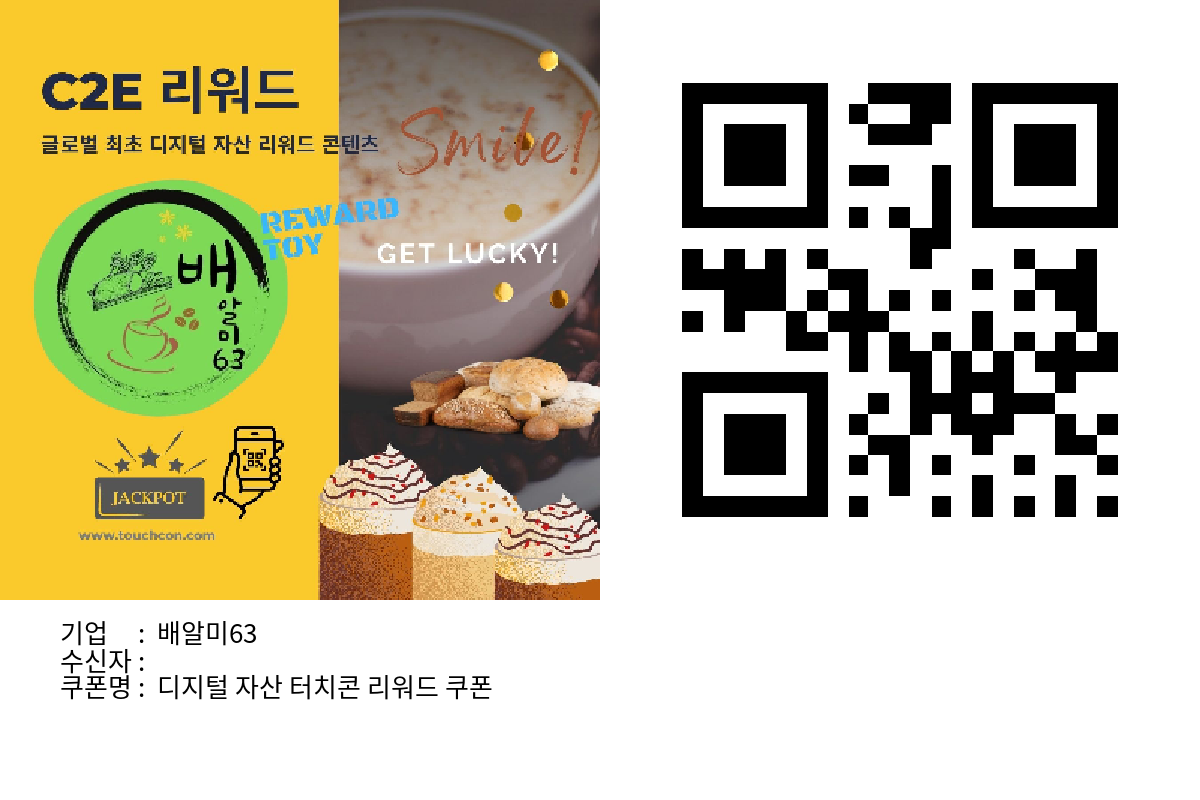 C2E 리워드
글로벌 최초 디지털 자산 리워드 콘텐츠
Smile!
REWARD
TOY
GET LUCKY!
배
알
미
63
JACKPOT
www.touchcon.com
기업 : 배알미63
수신자 :
쿠폰명 : 디지털 자산 터치콘 리워드 쿠폰